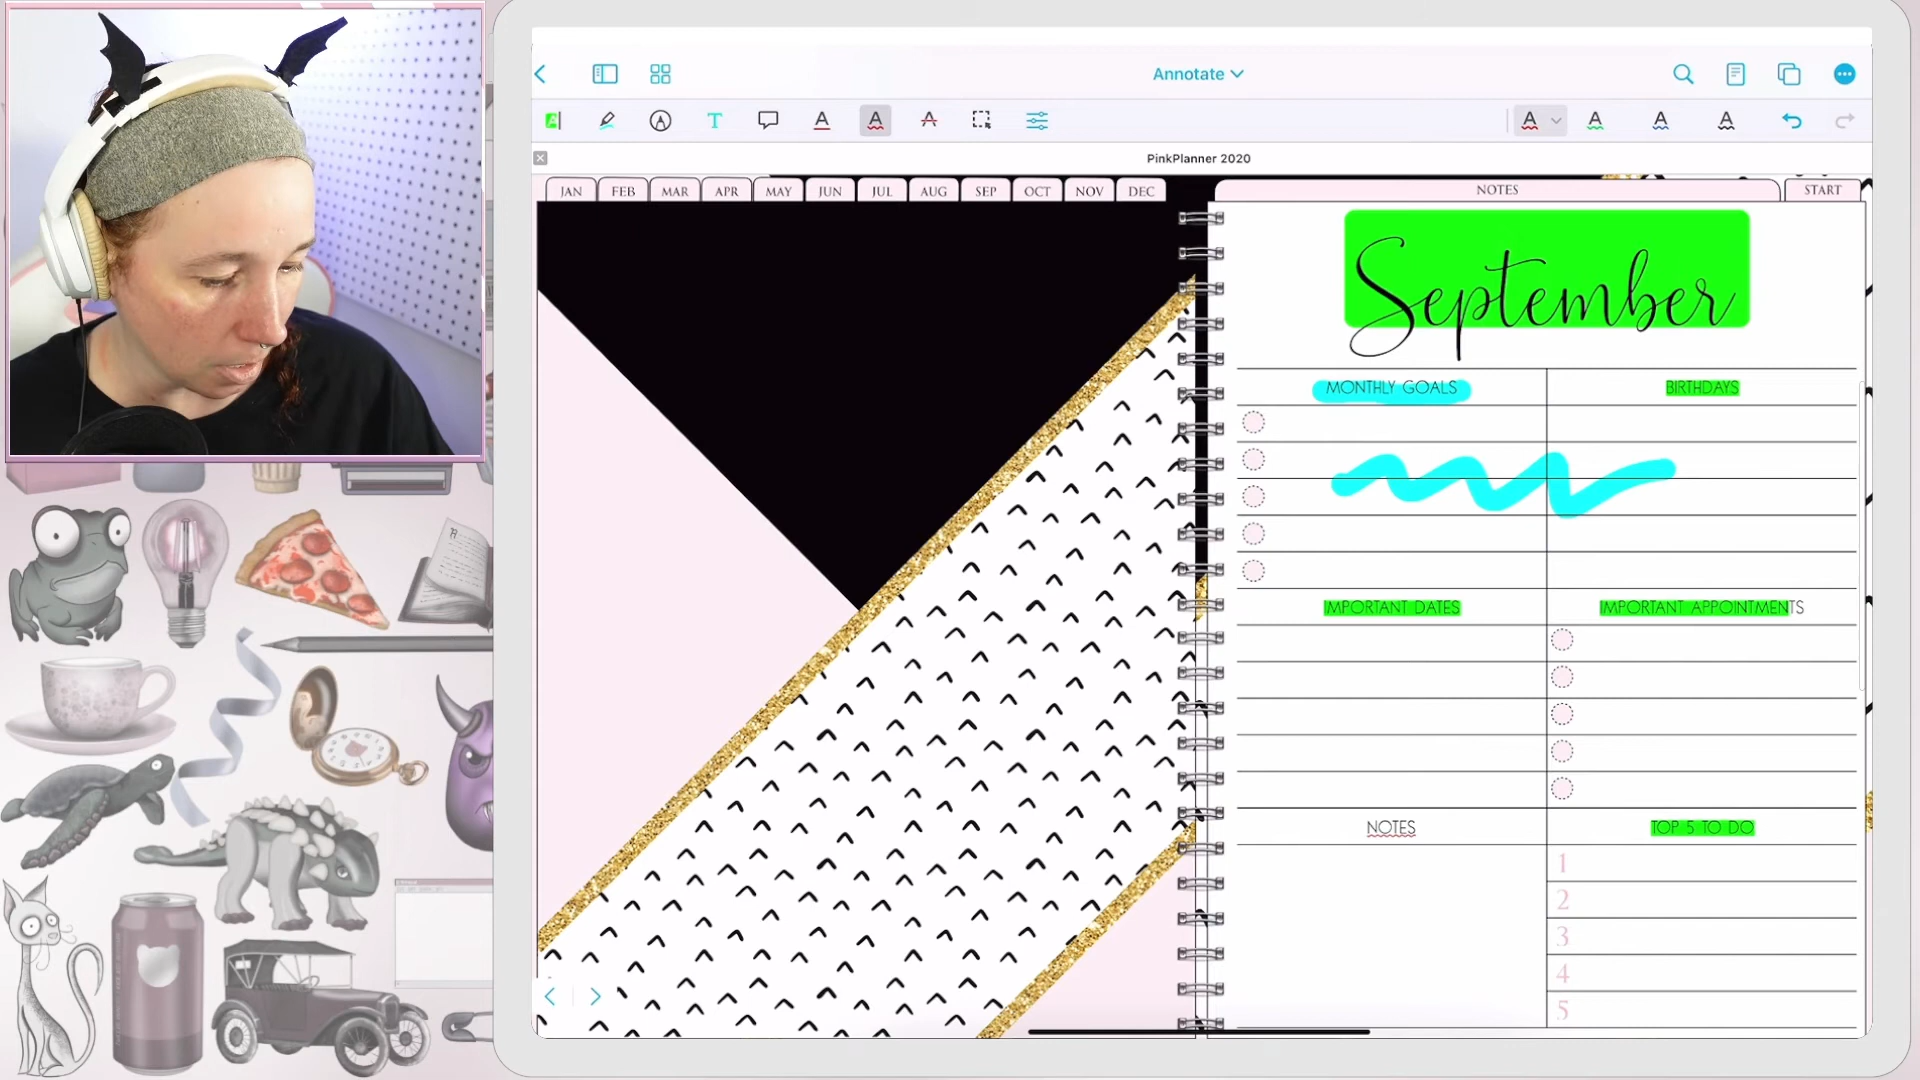 Annotate
PinkPlanner 2020
JAN FEB MAR APR MAY JUN JUL AUG SEP OCT NOV DEC
NOTES START
September
MONTHLY GOALS BIRTHDAYS
IMPORTANT DATES IMPORTANT APPOINTMENTS
NOTES TOP 5 TO DO
1
2
3
4
5